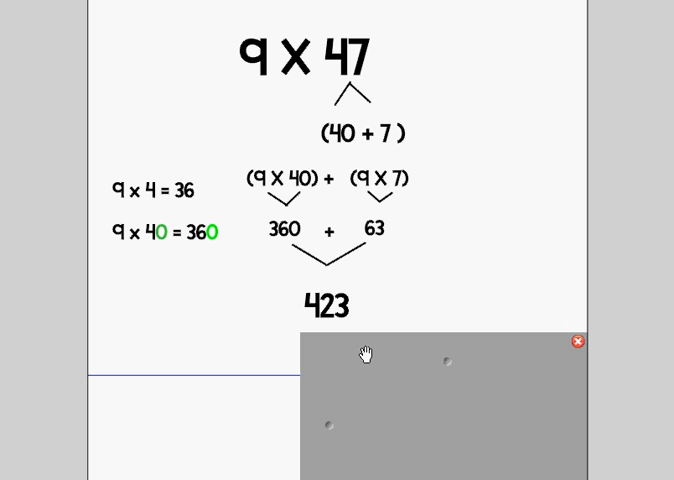 9 X 47
(40 + 7 )
(9 X 40) + (9 X 7)
9 x 4 = 36
360 + 63
9 x 40 = 360
423